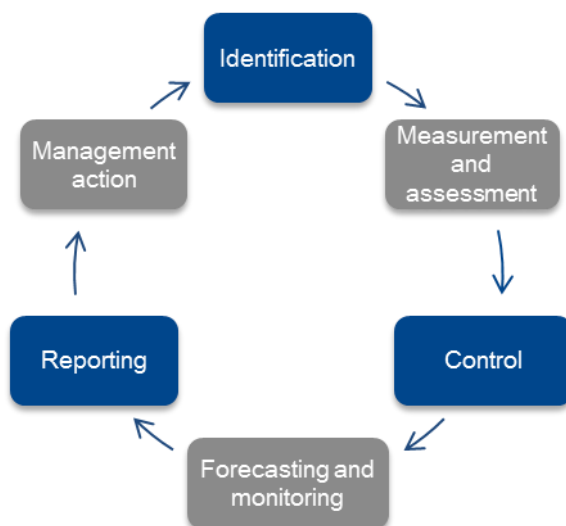 Identification
Measurement
and
assessment
Control
Forecasting and
monitoring
Reporting
Management
action